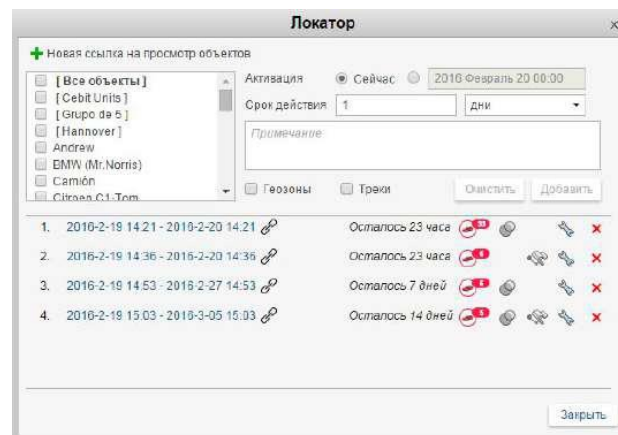 Локатор
Новая ссылка на просмотр объектов
[ Все объекты ]
[ Cebit Units ]
[ Grupo de 5 ]
[ Hannover ]
Andrew
BMW (Mr.Norris)
Camión
Citroen C1-Tom
Активация Сейчас 2016 Февраль 20 00:00
Срок действия 1 дни
Примечание
Геозоны Треки Очистить Добавить
1. 2016-2-19 14:21 - 2016-2-20 14:21 Осталось 23 часа
2. 2016-2-19 14:36 - 2016-2-20 14:36 Осталось 23 часа
3. 2016-2-19 14:53 - 2016-2-27 14:53 Осталось 7 дней
4. 2016-2-19 15:03 - 2016-3-05 15:03 Осталось 14 дней
Закрыть